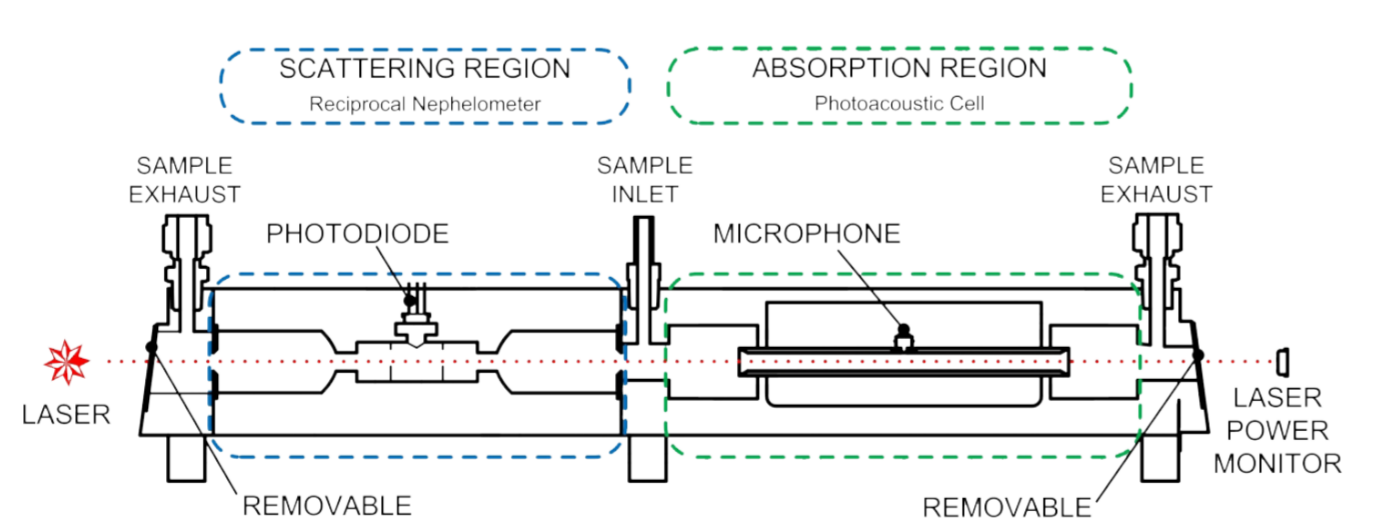 SCATTERING REGION
Reciprocal Nephelometer
ABSORPTION REGION
Photoacoustic Cell
SAMPLE
EXHAUST
SAMPLE
INLET
SAMPLE
EXHAUST
PHOTODIODE
MICROPHONE
LASER
LASER
POWER
MONITOR
REMOVABLE
REMOVABLE